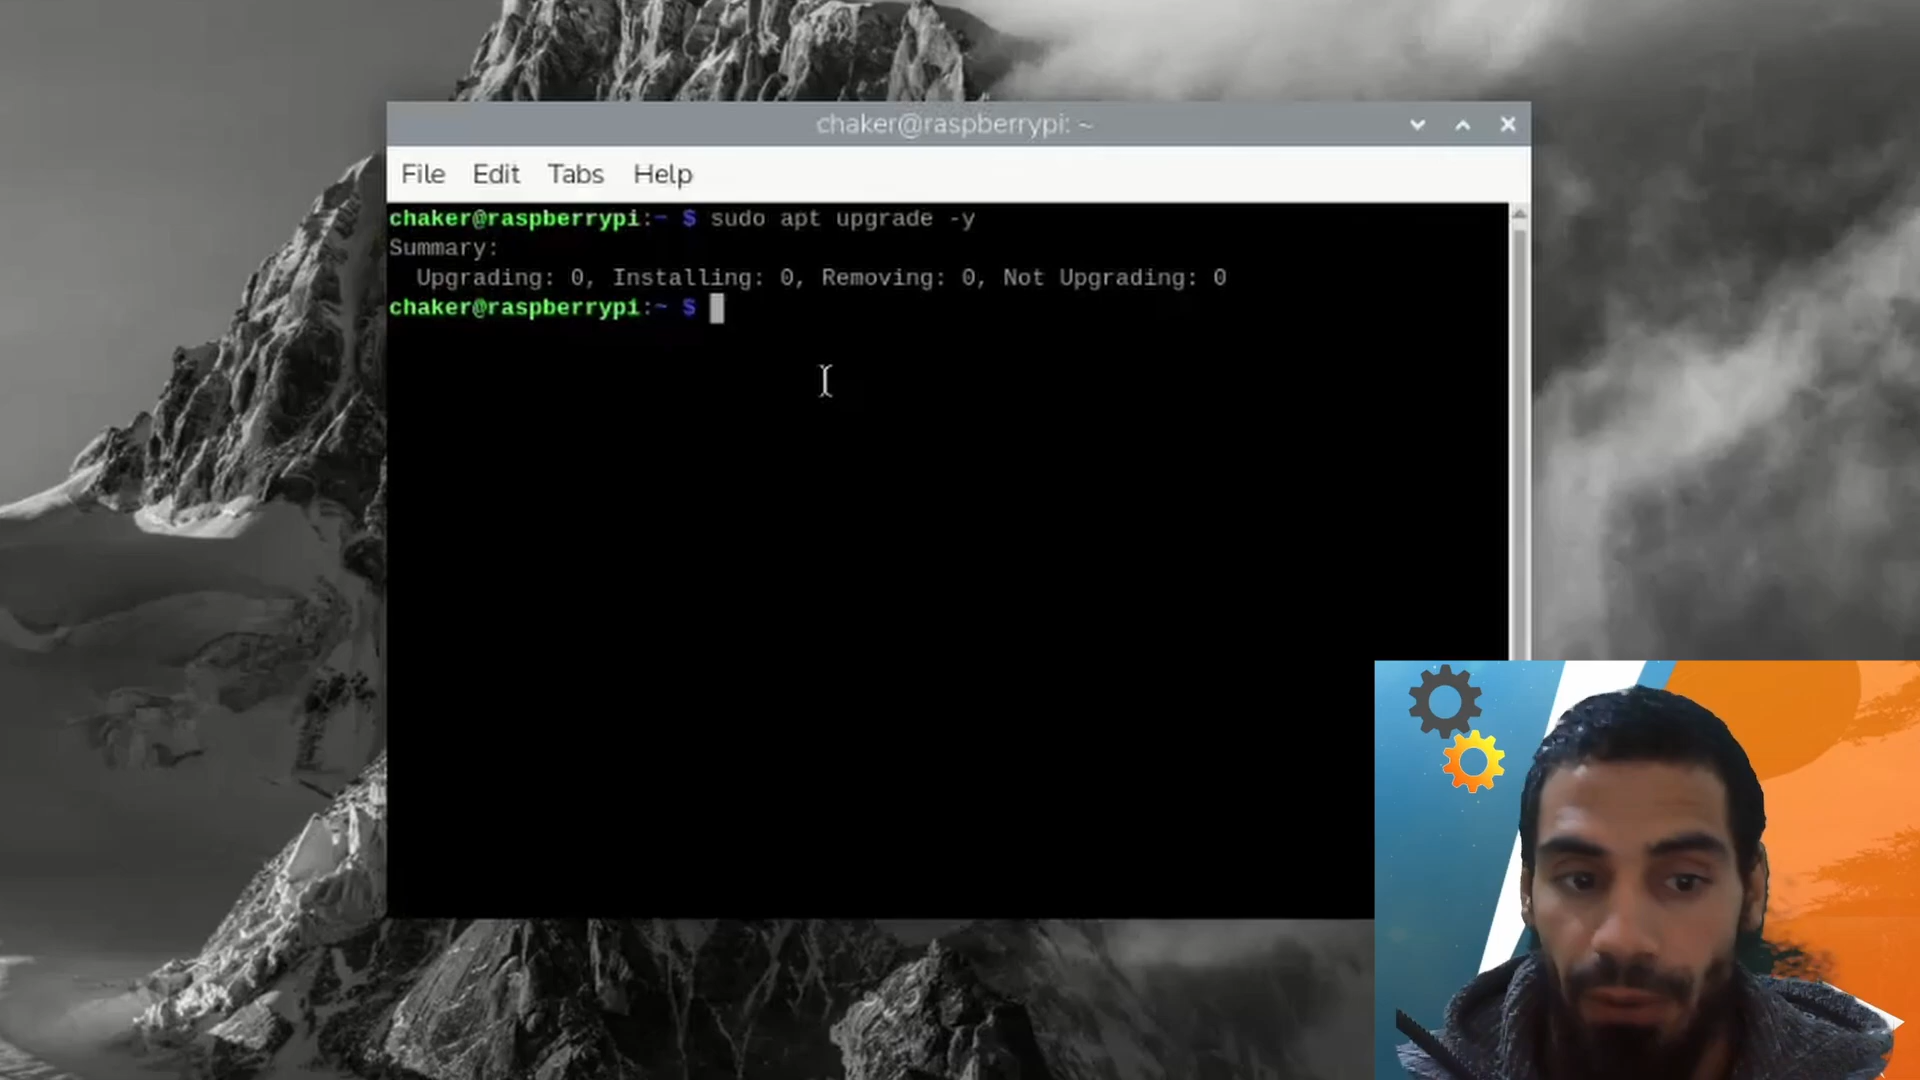 chaker@raspberrypi: ~
File Edit Tabs Help
chaker@raspberrypi:~ $ sudo apt upgrade -y
Summary:
  Upgrading: 0, Installing: 0, Removing: 0, Not Upgrading: 0
chaker@raspberrypi:~ $